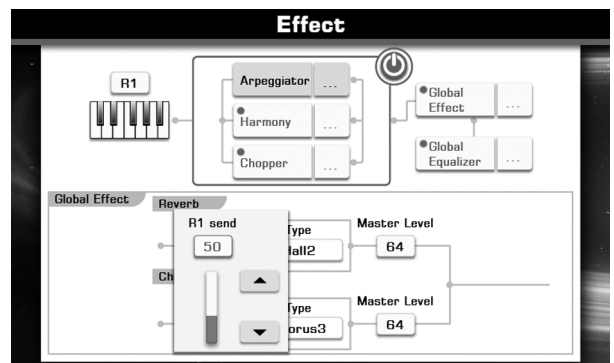 Effect
R1
Arpeggiator ...
Harmony ...
Chopper ...
Global
Effect ...
Global
Equalizer ...
Global Effect
Reverb
R1 send
50
Type
Master Level
64
Type
Master Level
64